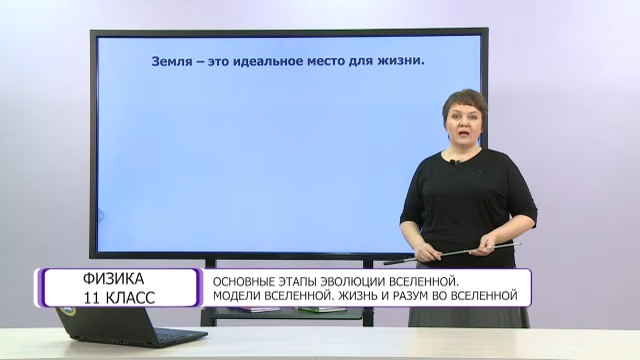 Земля – это идеальное место для жизни.
ФИЗИКА
11 КЛАСС
ОСНОВНЫЕ ЭТАПЫ ЭВОЛЮЦИИ ВСЕЛЕННОЙ.
МОДЕЛИ ВСЕЛЕННОЙ. ЖИЗНЬ И РАЗУМ ВО ВСЕЛЕННОЙ